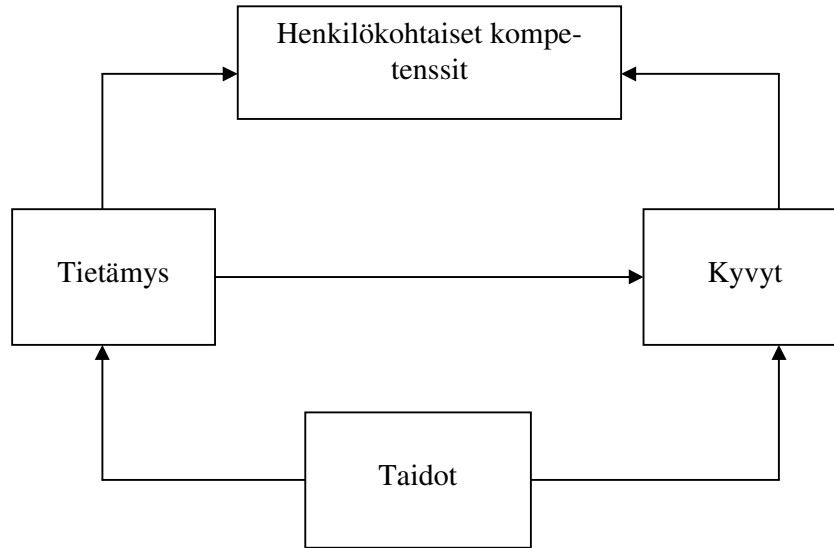 Henkilökohtaiset kompe-
tenssit
Tietämys
Kyvyt
Taidot